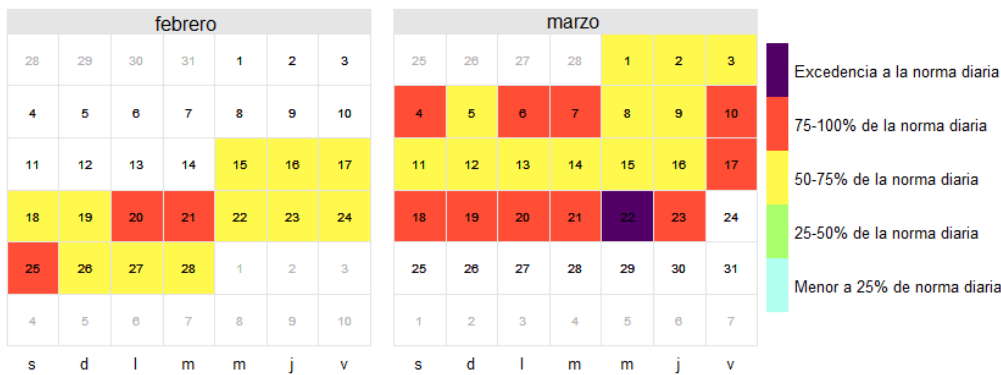 febrero
28 29 30 31 1 2 3
4 5 6 7 8 9 10
11 12 13 14 15 16 17
18 19 20 21 22 23 24
25 26 27 28 1 2 3
4 5 6 7 8 9 10
s d l m m j v
marzo
25 26 27 28 1 2 3
4 5 6 7 8 9 10
11 12 13 14 15 16 17
18 19 20 21 22 23 24
25 26 27 28 29 30 31
1 2 3 4 5 6 7
s d l m m j v
Excedencia a la norma diaria
75-100% de la norma diaria
50-75% de la norma diaria
25-50% de la norma diaria
Menor a 25% de norma diaria